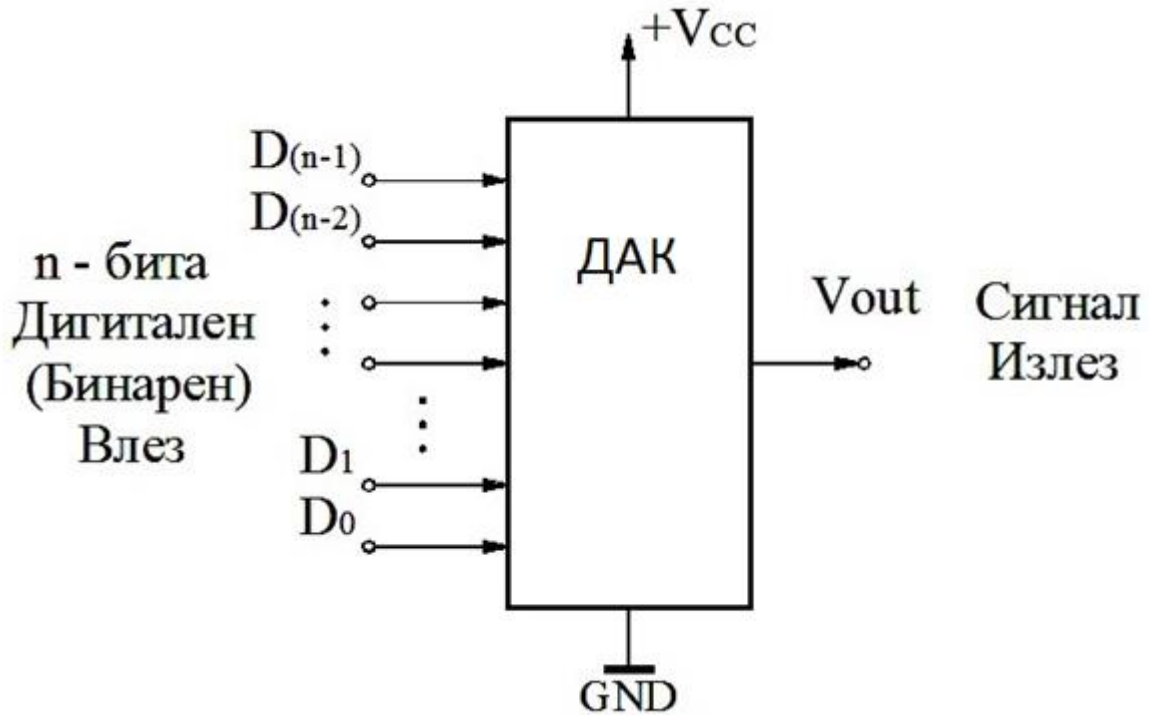 +VCC
D(n-1)
D(n-2)
n - бита
Дигитален
(Бинарен)
Влез
D1
D0
ДАК
Vout
Сигнал
Излез
GND